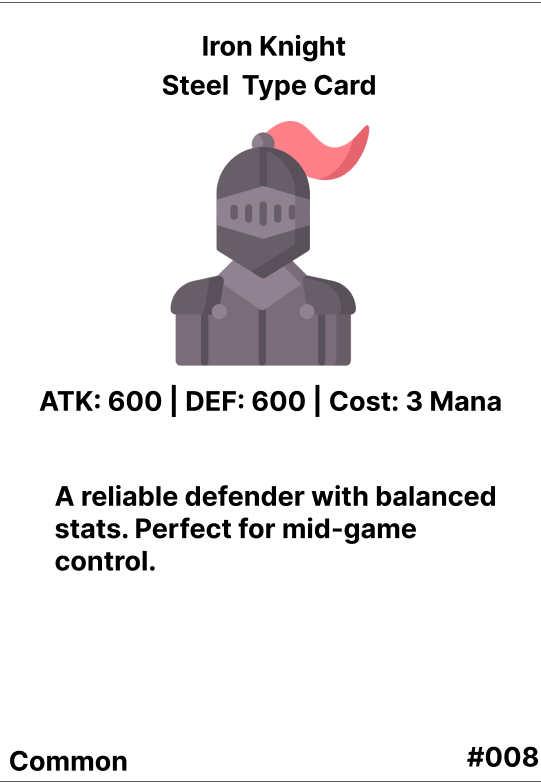 Iron Knight
Steel  Type Card
ATK: 600 | DEF: 600 | Cost: 3 Mana
A reliable defender with balanced
stats. Perfect for mid-game
control.
Common
#008